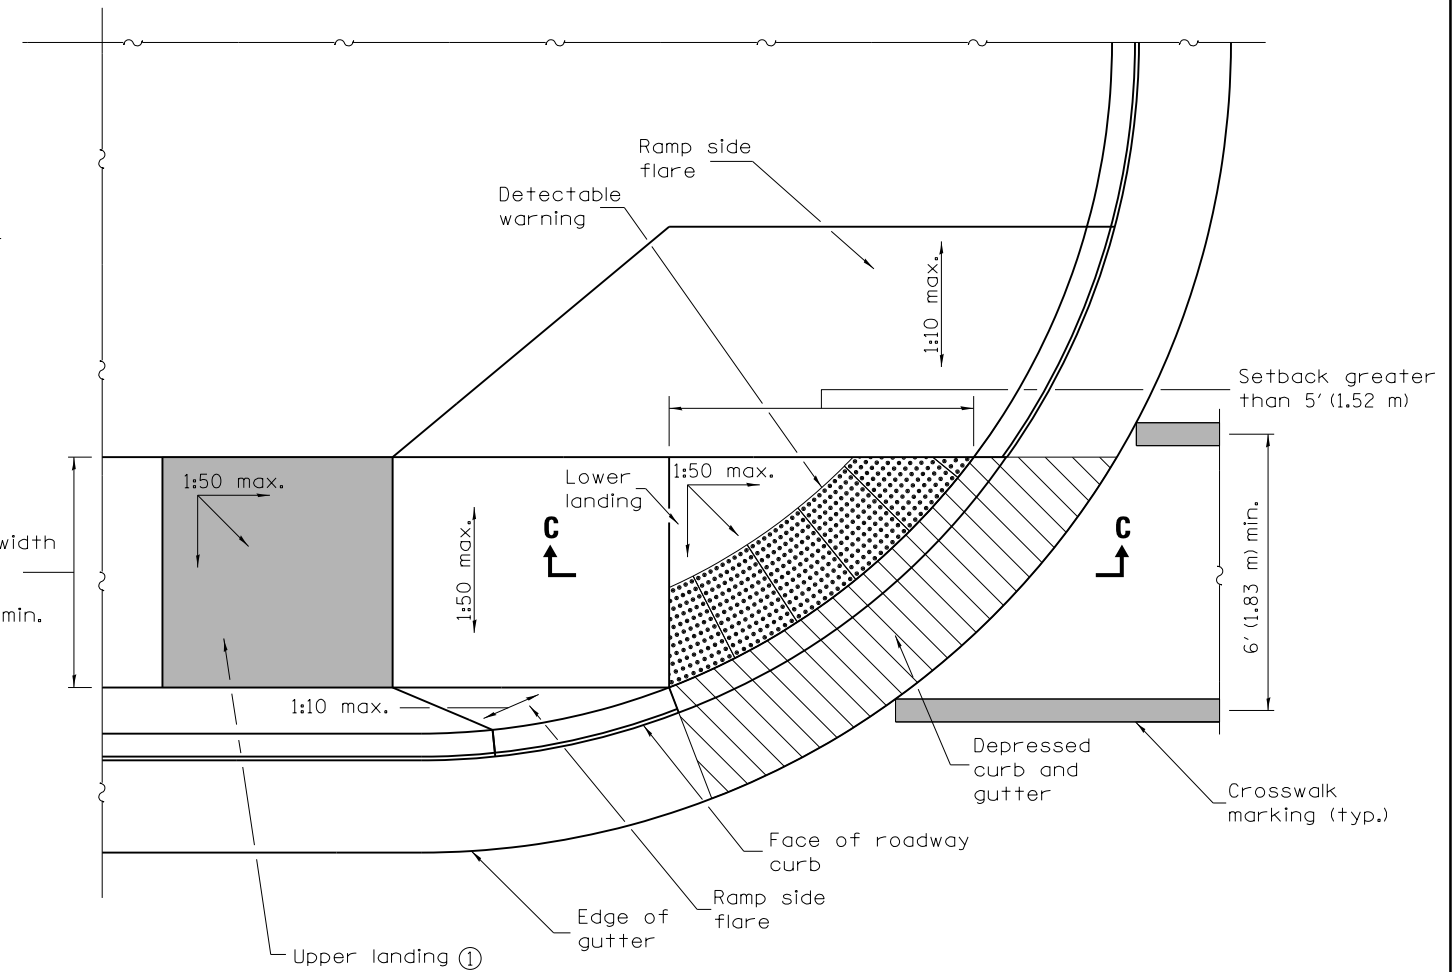 Ramp side
flare
Detectable
warning
1:10 max.
Setback greater
than 5' (1.52 m)
1:50 max.
Lower
landing
1:50 max.
C
C
width
min.
1:50 max.
6' (1.83 m) min.
1:10 max.
Depressed
curb and
gutter
Crosswalk
marking (typ.)
Face of roadway
curb
Ramp side
flare
Edge of
gutter
Upper landing ①